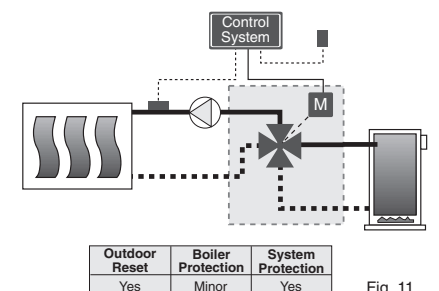 Control
System
M
Outdoor Reset Boiler Protection System Protection
Yes Minor Yes
Fig. 11